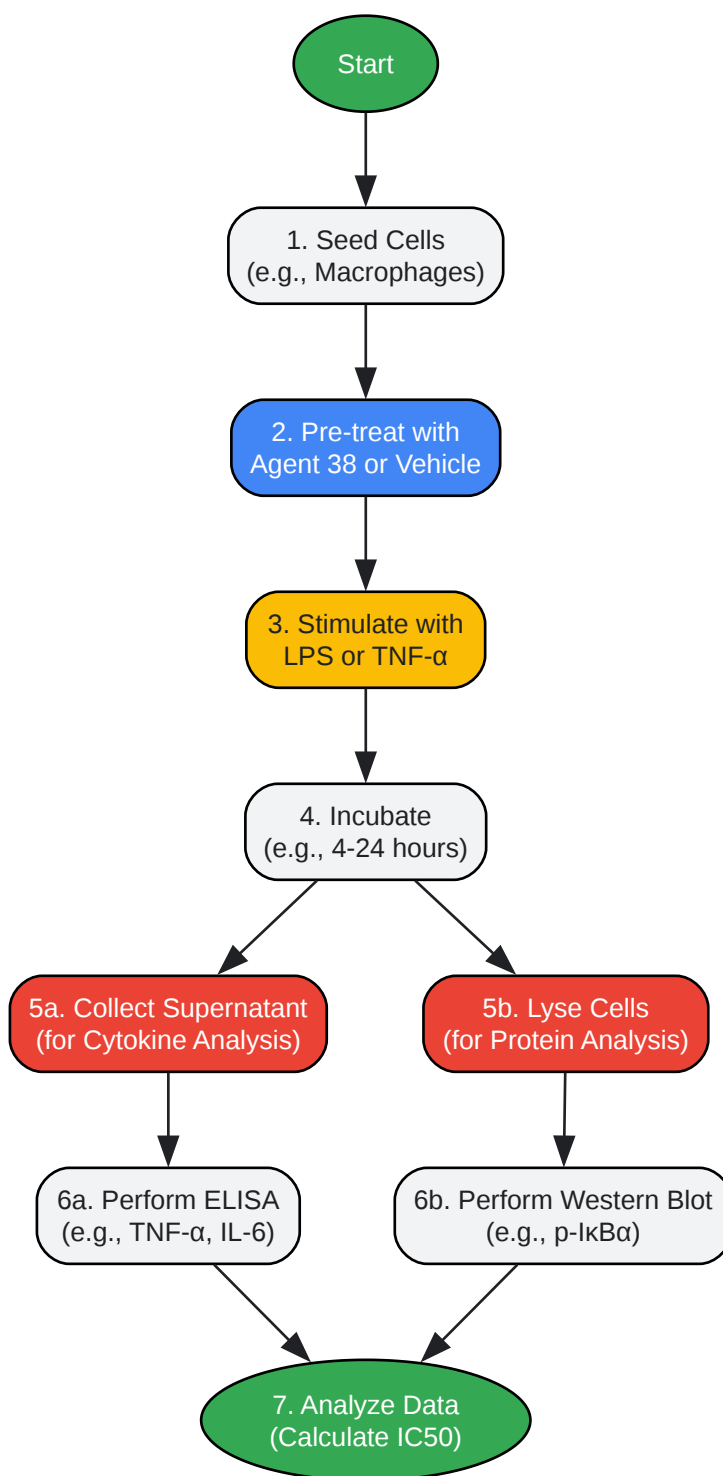 Start
1. Seed Cells
(e.g., Macrophages)
2. Pre-treat with
Agent 38 or Vehicle
3. Stimulate with
LPS or TNF-α
4. Incubate
(e.g., 4-24 hours)
5a. Collect Supernatant
(for Cytokine Analysis)
5b. Lyse Cells
(for Protein Analysis)
6a. Perform ELISA
(e.g., TNF-α, IL-6)
6b. Perform Western Blot
(e.g., p-IκBα)
7. Analyze Data
(Calculate IC50)